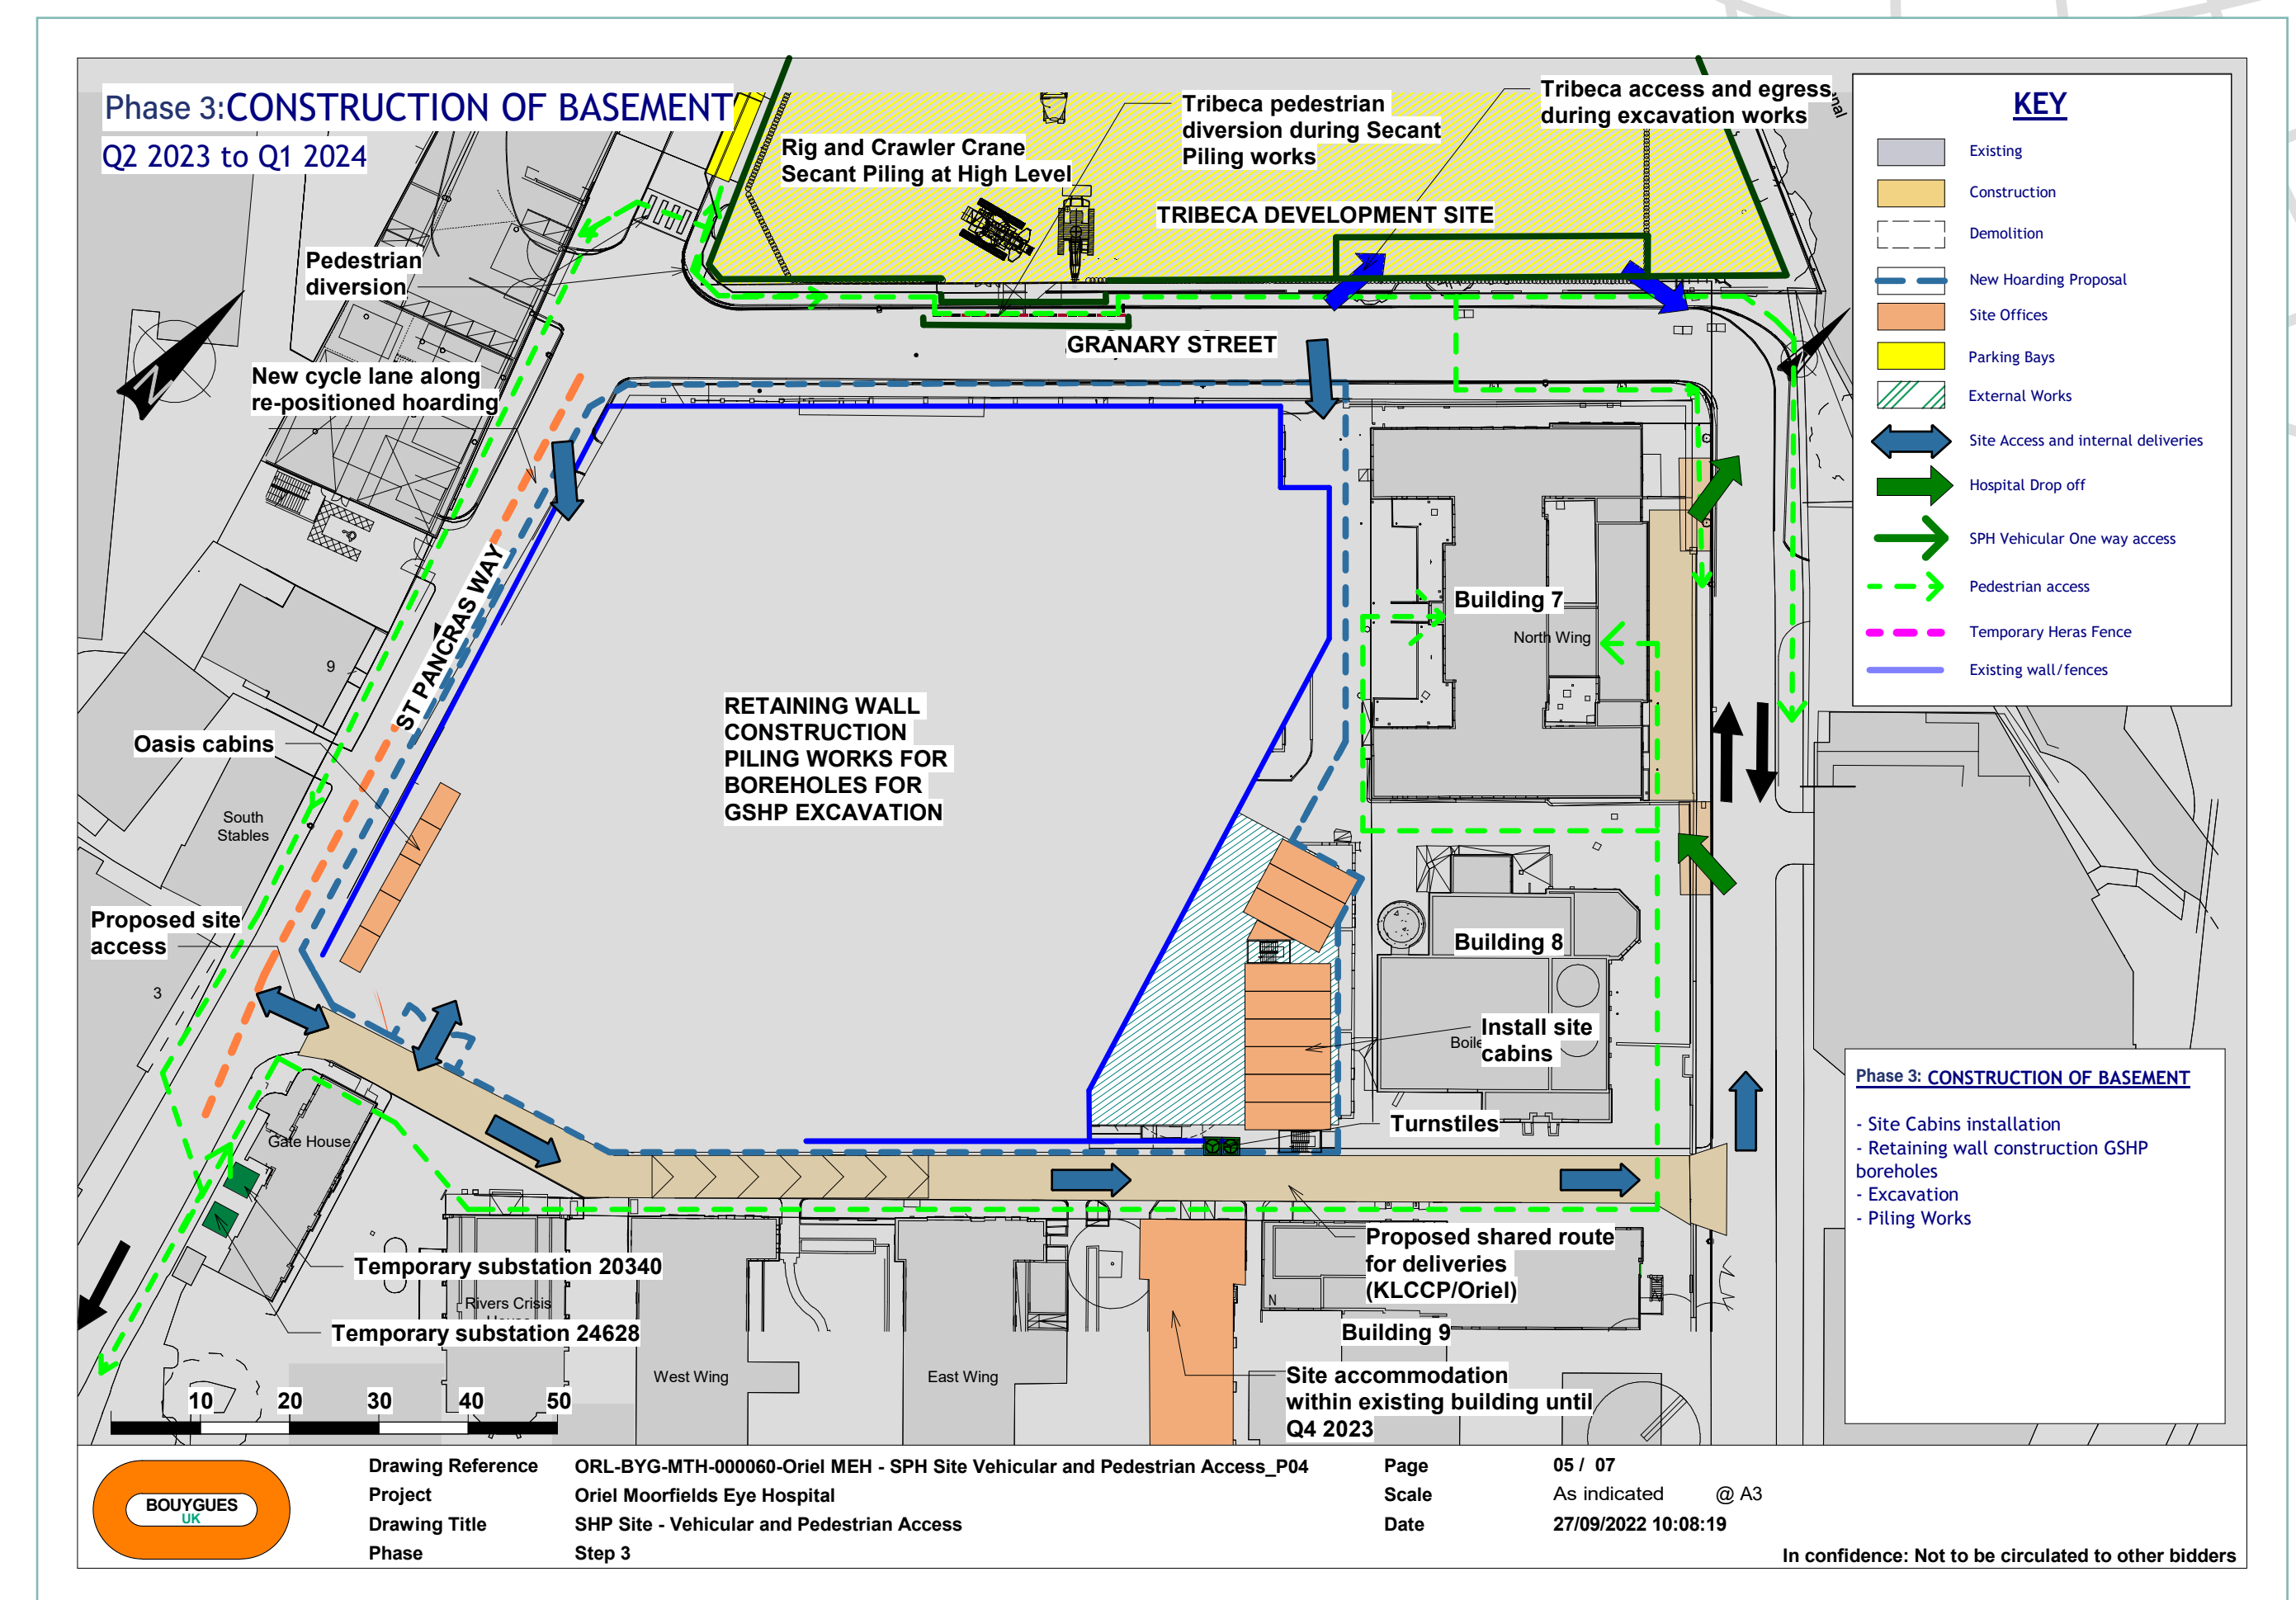 Phase 3:CONSTRUCTION OF BASEMENT
Q2 2023 to Q1 2024
Rig and Crawler Crane
Secant Piling at High Level
Tribeca pedestrian
diversion during Secant
Piling works
Tribeca access and egress
during excavation works
TRIBECA DEVELOPMENT SITE
Pedestrian
diversion
GRANARY STREET
New cycle lane along
re-positioned hoarding
ST PANCRAS WAY
9
Oasis cabins
South
Stables
Proposed site
access
3
RETAINING WALL
CONSTRUCTION
PILING WORKS FOR
BOREHOLES FOR
GSHP EXCAVATION
Building 7
North Wing
Building 8
Install site
cabins
Turnstiles
Gate House
Temporary substation 20340
Rivers Crisis
Temporary substation 24628
West Wing
East Wing
Proposed shared route
for deliveries
(KLCCP/Oriel)
N
Building 9
Site accommodation
within existing building until
Q4 2023
10 20 30 40 50
KEY
Existing
Construction
Demolition
New Hoarding Proposal
Site Offices
Parking Bays
External Works
Site Access and internal deliveries
Hospital Drop off
SPH Vehicular One way access
Pedestrian access
Temporary Heras Fence
Existing wall/fences
Phase 3: CONSTRUCTION OF BASEMENT
- Site Cabins installation
- Retaining wall construction GSHP
boreholes
- Excavation
- Piling Works
BOUYGUES
UK
Drawing Reference ORL-BYG-MTH-000060-Oriel MEH - SPH Site Vehicular and Pedestrian Access_P04
Project Oriel Moorfields Eye Hospital
Drawing Title SHP Site - Vehicular and Pedestrian Access
Phase Step 3
Page 05 / 07
Scale As indicated @ A3
Date 27/09/2022 10:08:19
In confidence: Not to be circulated to other bidders